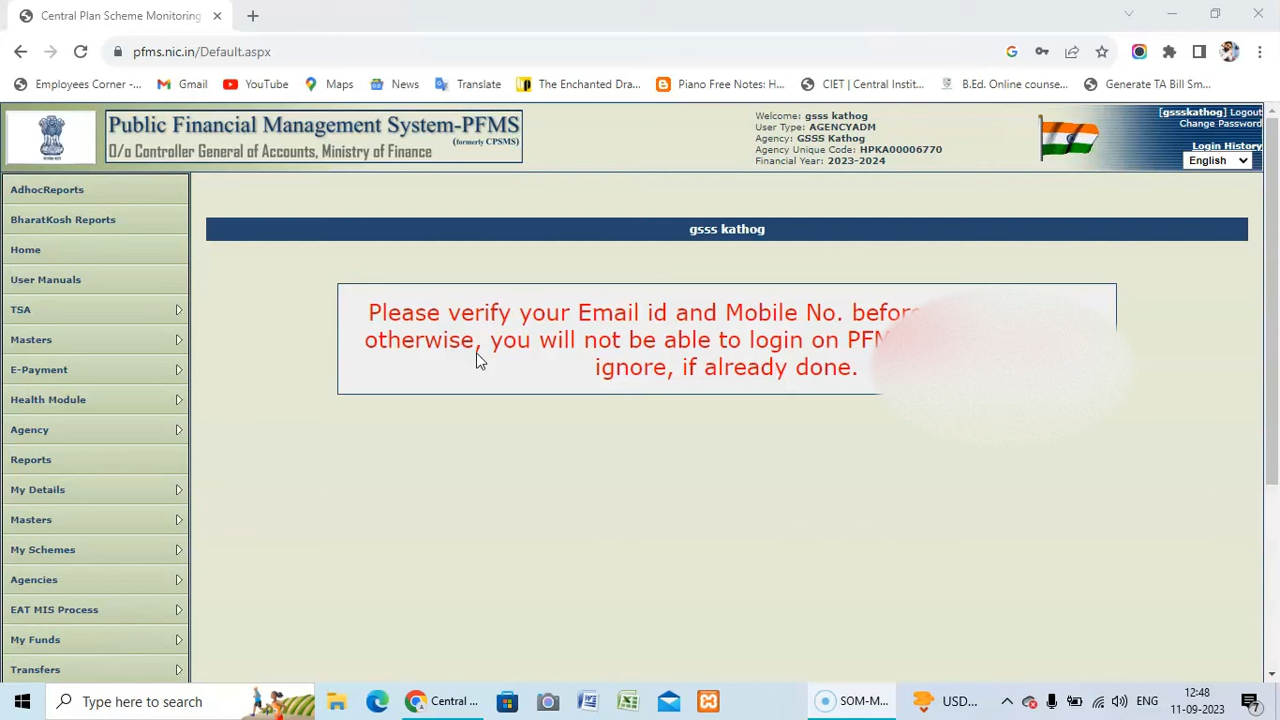 Central Plan Scheme Monitoring
pfms.nic.in/Default.aspx
Employees Corner -...
Gmail
YouTube
Maps
News
Translate
The Enchanted Dra...
Piano Free Notes: H...
CIET | Central Instit...
B.Ed. Online counse...
Generate TA Bill Sm...
Public Financial Management System-PFMS
(formerly CPSMS)
O/o Controller General of Accounts, Ministry of Finance
Welcome: gsss kathog
User Type: AGENCYADM
Agency: GSSS Kathog
Agency Unique Code: HPKA00006770
Financial Year: 2023-2024
[gssskathog] Logout
Change Password
Login History
English
AdhocReports
BharatKosh Reports
Home
User Manuals
TSA
Masters
E-Payment
Health Module
Agency
Reports
My Details
Masters
My Schemes
Agencies
EAT MIS Process
My Funds
Transfers
gsss kathog
Please verify your Email id and Mobile No.
otherwise, you will not be able to login on
ignore, if already done.
Type here to search
Central ...
SOM-M...
USD...
ENG
12:48
11-09-2023
7